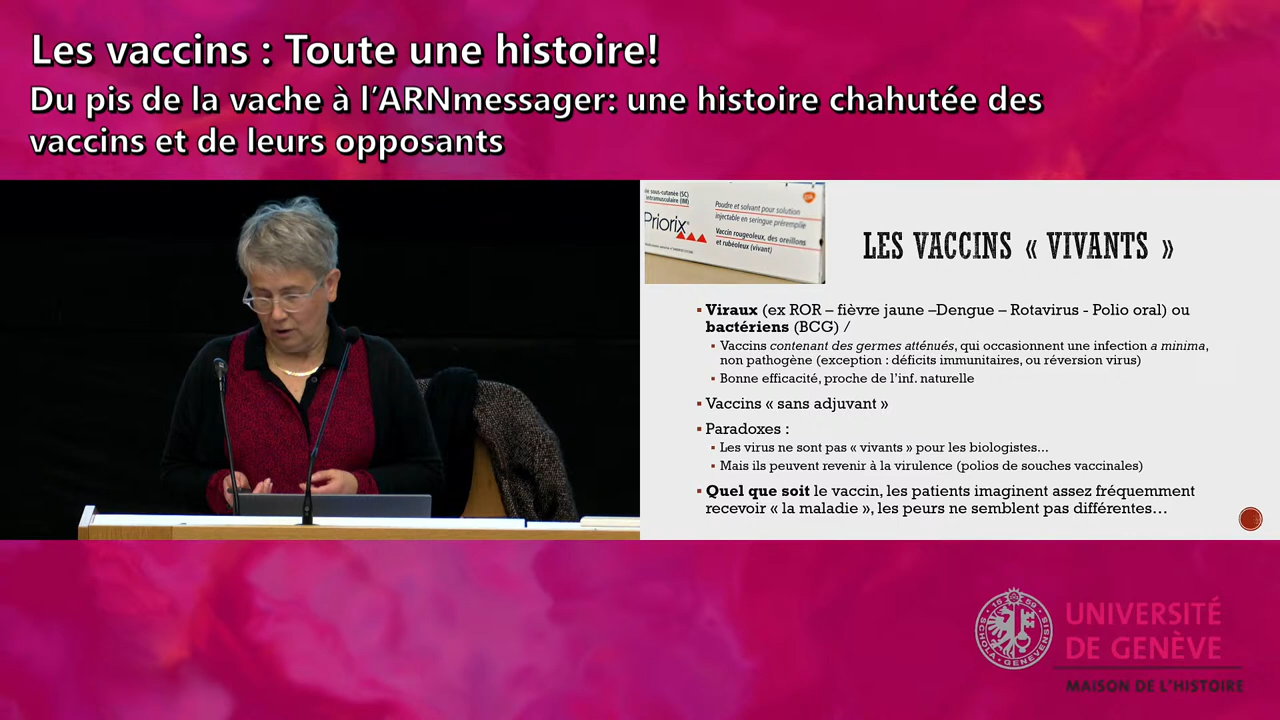 Les vaccins : Toute une histoire!
Du pis de la vache à l'ARNmessager: une histoire chahutée des
vaccins et de leurs opposants
sous-cutanée (SC)
intramusculaire (IM)
Priorix
Poudre et solvant pour solution
injectable en seringue préremplie
Vaccin rougeoleux, des oreillons
et rubéoleux (vivant)
gsk
LES VACCINS « VIVANTS »
▪ Viraux (ex ROR – fièvre jaune –Dengue – Rotavirus - Polio oral) ou
bactériens (BCG) /
▪ Vaccins contenant des germes atténués, qui occasionnent une infection a minima,
non pathogène (exception : déficits immunitaires, ou réversion virus)
▪ Bonne efficacité, proche de l'inf. naturelle
▪ Vaccins « sans adjuvant »
▪ Paradoxes :
▪ Les virus ne sont pas « vivants » pour les biologistes…
▪ Mais ils peuvent revenir à la virulence (polios de souches vaccinales)
▪ Quel que soit le vaccin, les patients imaginent assez fréquemment
recevoir « la maladie », les peurs ne semblent pas différentes…
1559
SCHOLA GENEVENSIS
UNIVERSITÉ
DE GENÈVE
MAISON DE L'HISTOIRE